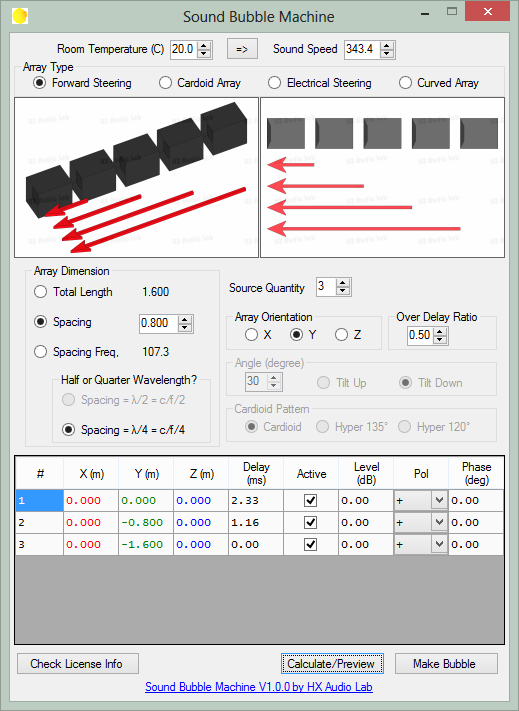 Sound Bubble Machine
Room Temperature (C) 20.0 => Sound Speed 343.4
Array Type
Forward Steering Cardoid Array Electrical Steering Curved Array
Array Dimension
Total Length 1.600
Spacing 0.800
Spacing Freq, 107.3
Half or Quarter Wavelength?
Spacing = λ/2 = c/f/2
Spacing = λ/4 = c/f/4
Source Quantity 3
Array Orientation
X Y Z
Over Delay Ratio
0.50
Angle (degree)
30 Tilt Up Tilt Down
Cardioid Pattern
Cardioid Hyper 135° Hyper 120°
# X (m) Y (m) Z (m) Delay (ms) Active Level (dB) Pol Phase (deg)
1 0.000 0.000 0.000 2.33 0.00 + 0.00
2 0.000 -0.800 0.000 1.16 0.00 + 0.00
3 0.000 -1.600 0.000 0.00 0.00 + 0.00
Check License Info Calculate/Preview Make Bubble
Sound Bubble Machine V1.0.0 by HX Audio Lab